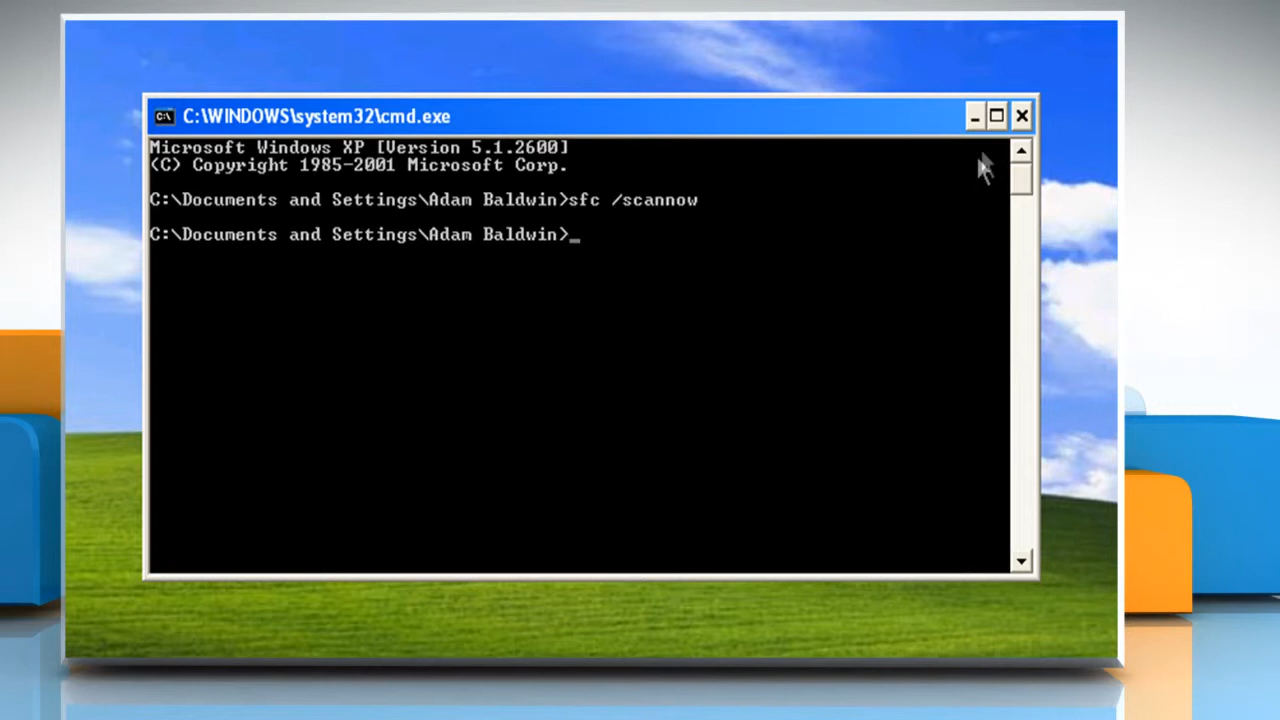 C:\WINDOWS\system32\cmd.exe
Microsoft Windows XP [Version 5.1.2600]
(C) Copyright 1985-2001 Microsoft Corp.
C:\Documents and Settings\Adam Baldwin>sfc /scannow
C:\Documents and Settings\Adam Baldwin>_